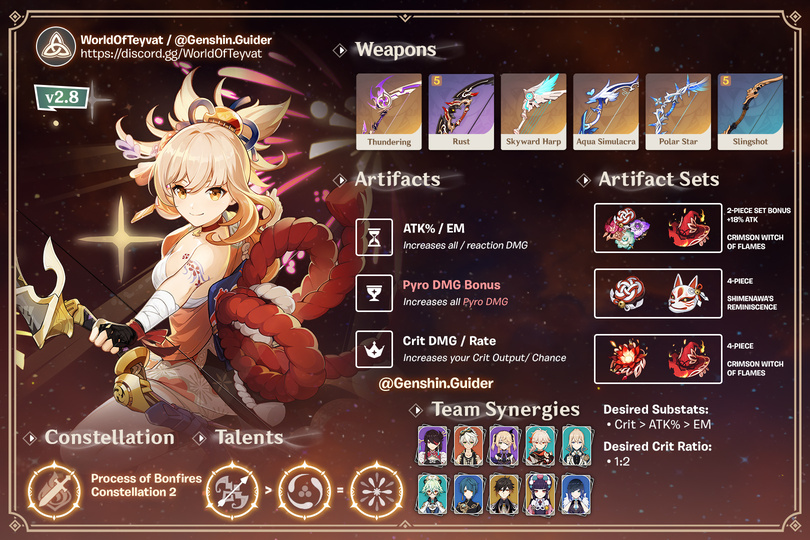 WorldOfTeyvat / @Genshin.Guider
https://discord.gg/WorldOfTeyvat
v2.8
Weapons
5
5
Thundering
Rust
Skyward Harp
Aqua Simulacra
Polar Star
Slingshot
Artifacts
ATK% / EM
Increases all / reaction DMG
Pyro DMG Bonus
Increases all Pyro DMG
Crit DMG / Rate
Increases your Crit Output/ Chance
@Genshin.Guider
Artifact Sets
2-PIECE SET BONUS
+18% ATK
CRIMSON WITCH
OF FLAMES
4-PIECE
SHIMENAWA'S
REMINISCENCE
4-PIECE
CRIMSON WITCH
OF FLAMES
Team Synergies
Desired Substats:
• Crit > ATK% > EM
Desired Crit Ratio:
• 1:2
Constellation
Process of Bonfires
Constellation 2
Talents
> =